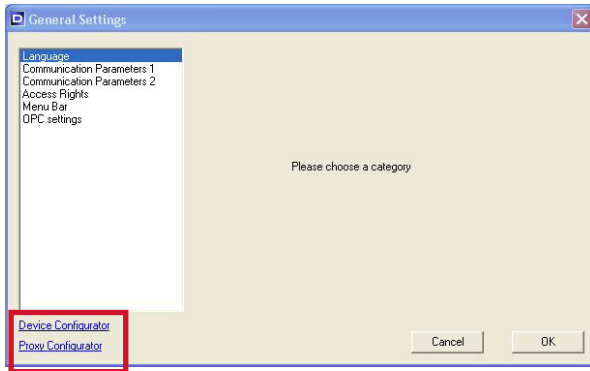 General Settings
Language
Communication Parameters 1
Communication Parameters 2
Access Rights
Menu Bar
OPC settings
Please choose a category
Device Configurator
Proxy Configurator
Cancel
OK